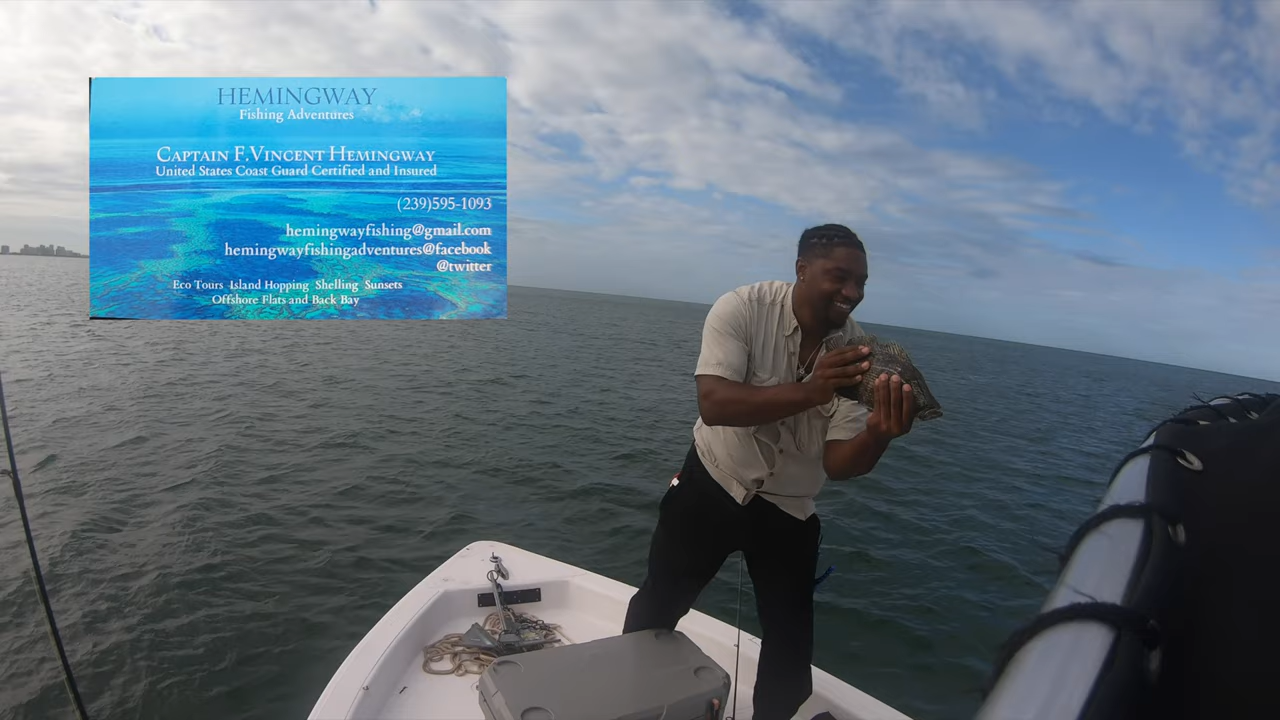 HEMINGWAY
Fishing Adventures
CAPTAIN F.VINCENT HEMINGWAY
United States Coast Guard Certified and Insured
(239)595-1093
hemingwayfishing@gmail.com
hemingwayfishingadventures@facebook
@twitter
Eco Tours Island Hopping Shelling Sunsets
Offshore Flats and Back Bay